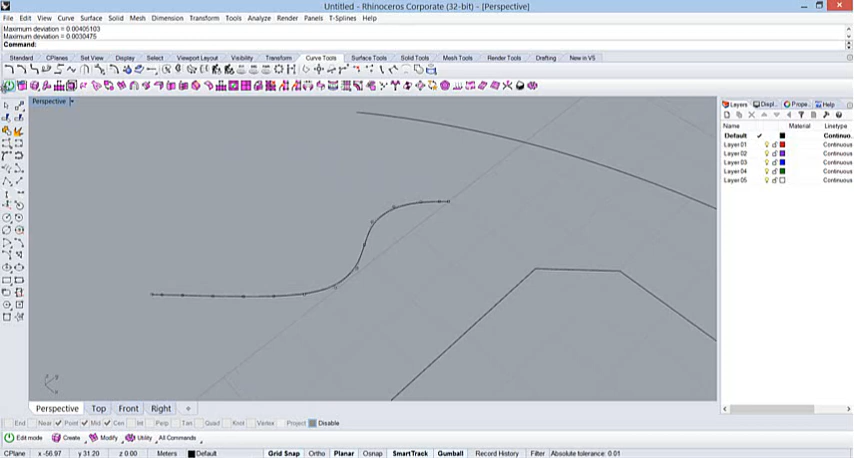 Untitled - Rhinoceros Corporate (32-bit) - [Perspective]
File Edit View Curve Surface Solid Mesh Dimension Transform Tools Analyze Render Panels T-Splines Help
Maximum deviation = 0.00405103
Maximum deviation = 0.0030475
Command:
Standard CPlanes Set View Display Select Viewport Layout Visibility Transform Curve Tools Surface Tools Solid Tools Mesh Tools Render Tools Drafting New in V5
Perspective
Layers Displ... Prope... Help
Name Material Linetype
Default Continuo...
Layer 01 Continuous
Layer 02 Continuous
Layer 03 Continuous
Layer 04 Continuous
Layer 05 Continuous
Perspective Top Front Right
End Near Point Mid Cen Int Perp Tan Quad Knot Vertex Project Disable
Edit mode Create Modify Utility All Commands
CPlane x -56.97 y 31.20 z 0.00 Meters Default Grid Snap Ortho Planar Osnap SmartTrack Gumball Record History Filter Absolute tolerance: 0.01